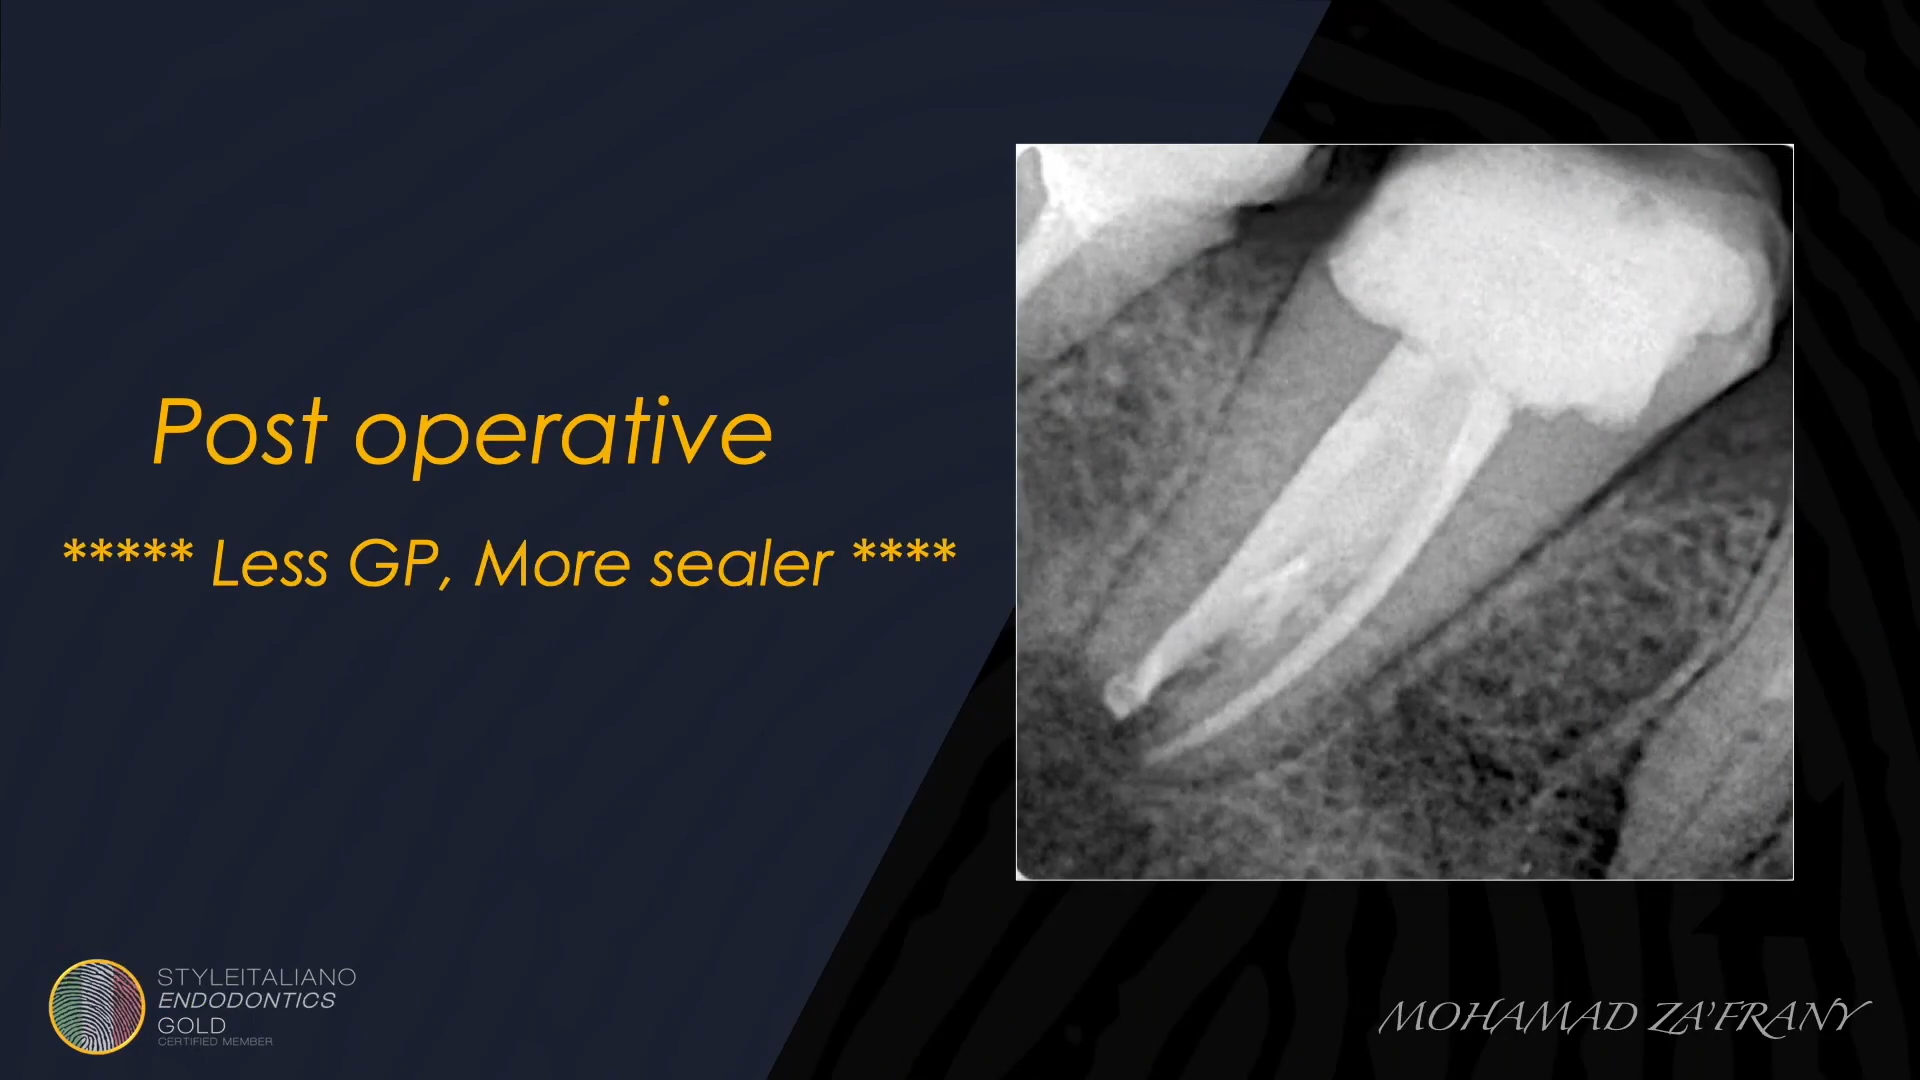 Post operative
***** Less GP, More sealer ****
STYLEITALIANO
ENDODONTICS
GOLD
CERTIFIED MEMBER
MOHAMAD ZA'FRANY